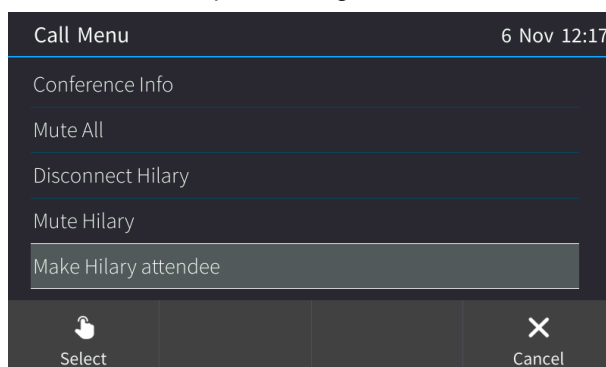 Call Menu 6 Nov 12:17
Conference Info
Mute All
Disconnect Hilary
Mute Hilary
Make Hilary attendee
Select Cancel